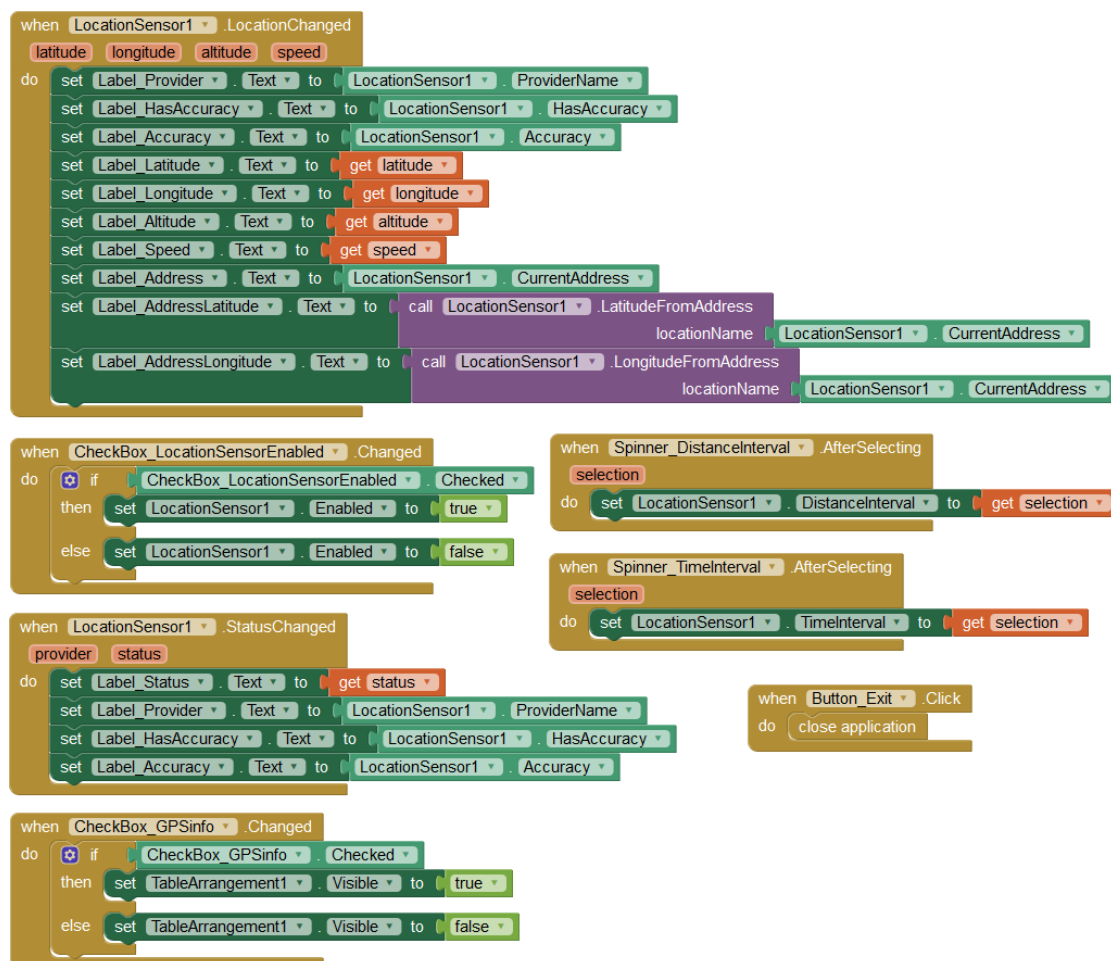 when LocationSensor1 .LocationChanged
latitude longitude altitude speed
do set Label_Provider . Text to LocationSensor1 . ProviderName
set Label_HasAccuracy . Text to LocationSensor1 . HasAccuracy
set Label_Accuracy . Text to LocationSensor1 . Accuracy
set Label_Latitude . Text to get latitude
set Label_Longitude . Text to get longitude
set Label_Altitude . Text to get altitude
set Label_Speed . Text to get speed
set Label_Address . Text to LocationSensor1 . CurrentAddress
set Label_AddressLatitude . Text to call LocationSensor1 .LatitudeFromAddress
locationName LocationSensor1 . CurrentAddress
set Label_AddressLongitude . Text to call LocationSensor1 .LongitudeFromAddress
locationName LocationSensor1 . CurrentAddress
when CheckBox_LocationSensorEnabled .Changed
do if CheckBox_LocationSensorEnabled . Checked
then set LocationSensor1 . Enabled to true
else set LocationSensor1 . Enabled to false
when Spinner_DistanceInterval .AfterSelecting
selection
do set LocationSensor1 . DistanceInterval to get selection
when Spinner_TimeInterval .AfterSelecting
selection
do set LocationSensor1 . TimeInterval to get selection
when LocationSensor1 .StatusChanged
provider status
do set Label_Status . Text to get status
set Label_Provider . Text to LocationSensor1 . ProviderName
set Label_HasAccuracy . Text to LocationSensor1 . HasAccuracy
set Label_Accuracy . Text to LocationSensor1 . Accuracy
when Button_Exit .Click
do close application
when CheckBox_GPSinfo .Changed
do if CheckBox_GPSinfo . Checked
then set TableArrangement1 . Visible to true
else set TableArrangement1 . Visible to false